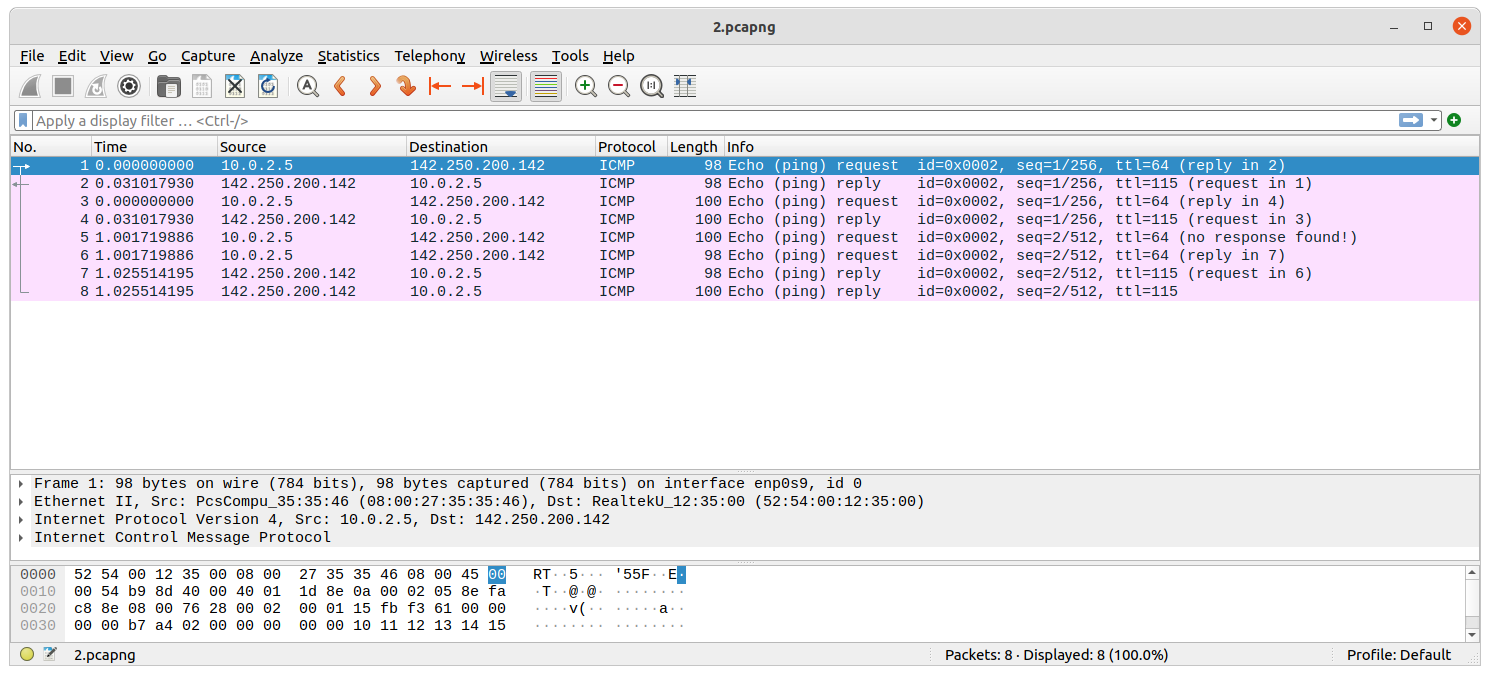 2.pcapng
File Edit View Go Capture Analyze Statistics Telephony Wireless Tools Help
Apply a display filter … <Ctrl-/>
No. Time Source Destination Protocol Length Info
1 0.000000000 10.0.2.5 142.250.200.142 ICMP 98 Echo (ping) request id=0x0002, seq=1/256, ttl=64 (reply in 2)
2 0.031017930 142.250.200.142 10.0.2.5 ICMP 98 Echo (ping) reply id=0x0002, seq=1/256, ttl=115 (request in 1)
3 0.000000000 10.0.2.5 142.250.200.142 ICMP 100 Echo (ping) request id=0x0002, seq=1/256, ttl=64 (reply in 4)
4 0.031017930 142.250.200.142 10.0.2.5 ICMP 100 Echo (ping) reply id=0x0002, seq=1/256, ttl=115 (request in 3)
5 1.001719886 10.0.2.5 142.250.200.142 ICMP 100 Echo (ping) request id=0x0002, seq=2/512, ttl=64 (no response found!)
6 1.001719886 10.0.2.5 142.250.200.142 ICMP 98 Echo (ping) request id=0x0002, seq=2/512, ttl=64 (reply in 7)
7 1.025514195 142.250.200.142 10.0.2.5 ICMP 98 Echo (ping) reply id=0x0002, seq=2/512, ttl=115 (request in 6)
8 1.025514195 142.250.200.142 10.0.2.5 ICMP 100 Echo (ping) reply id=0x0002, seq=2/512, ttl=115
Frame 1: 98 bytes on wire (784 bits), 98 bytes captured (784 bits) on interface enp0s9, id 0
Ethernet II, Src: PcsCompu_35:35:46 (08:00:27:35:35:46), Dst: RealtekU_12:35:00 (52:54:00:12:35:00)
Internet Protocol Version 4, Src: 10.0.2.5, Dst: 142.250.200.142
Internet Control Message Protocol
0000 52 54 00 12 35 00 08 00 27 35 35 46 08 00 45 00 RT··5··· '55F··E·
0010 00 54 b9 8d 40 00 40 01 1d 8e 0a 00 02 05 8e fa ·T··@·@· ········
0020 c8 8e 08 00 76 28 00 02 00 01 15 fb f3 61 00 00 ····v(·· ·····a··
0030 00 00 b7 a4 02 00 00 00 00 00 10 11 12 13 14 15 ········ ········
2.pcapng Packets: 8 · Displayed: 8 (100.0%) Profile: Default